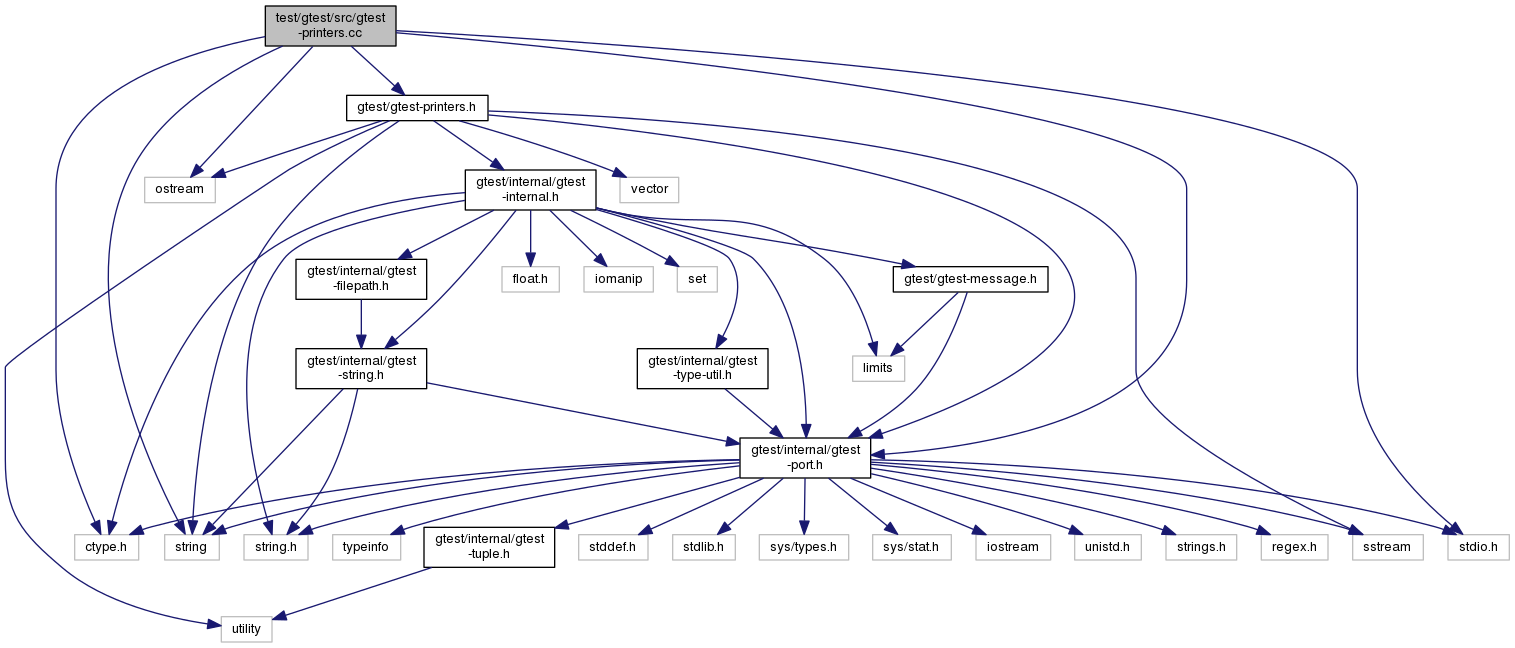 test/gtest/src/gtest
-printers.cc
gtest/gtest-printers.h
ostream
gtest/internal/gtest
-internal.h
vector
gtest/internal/gtest
-filepath.h
float.h
iomanip
set
gtest/gtest-message.h
gtest/internal/gtest
-string.h
gtest/internal/gtest
-type-util.h
limits
gtest/internal/gtest
-port.h
ctype.h
string
string.h
typeinfo
gtest/internal/gtest
-tuple.h
stddef.h
stdlib.h
sys/types.h
sys/stat.h
iostream
unistd.h
strings.h
regex.h
sstream
stdio.h
utility